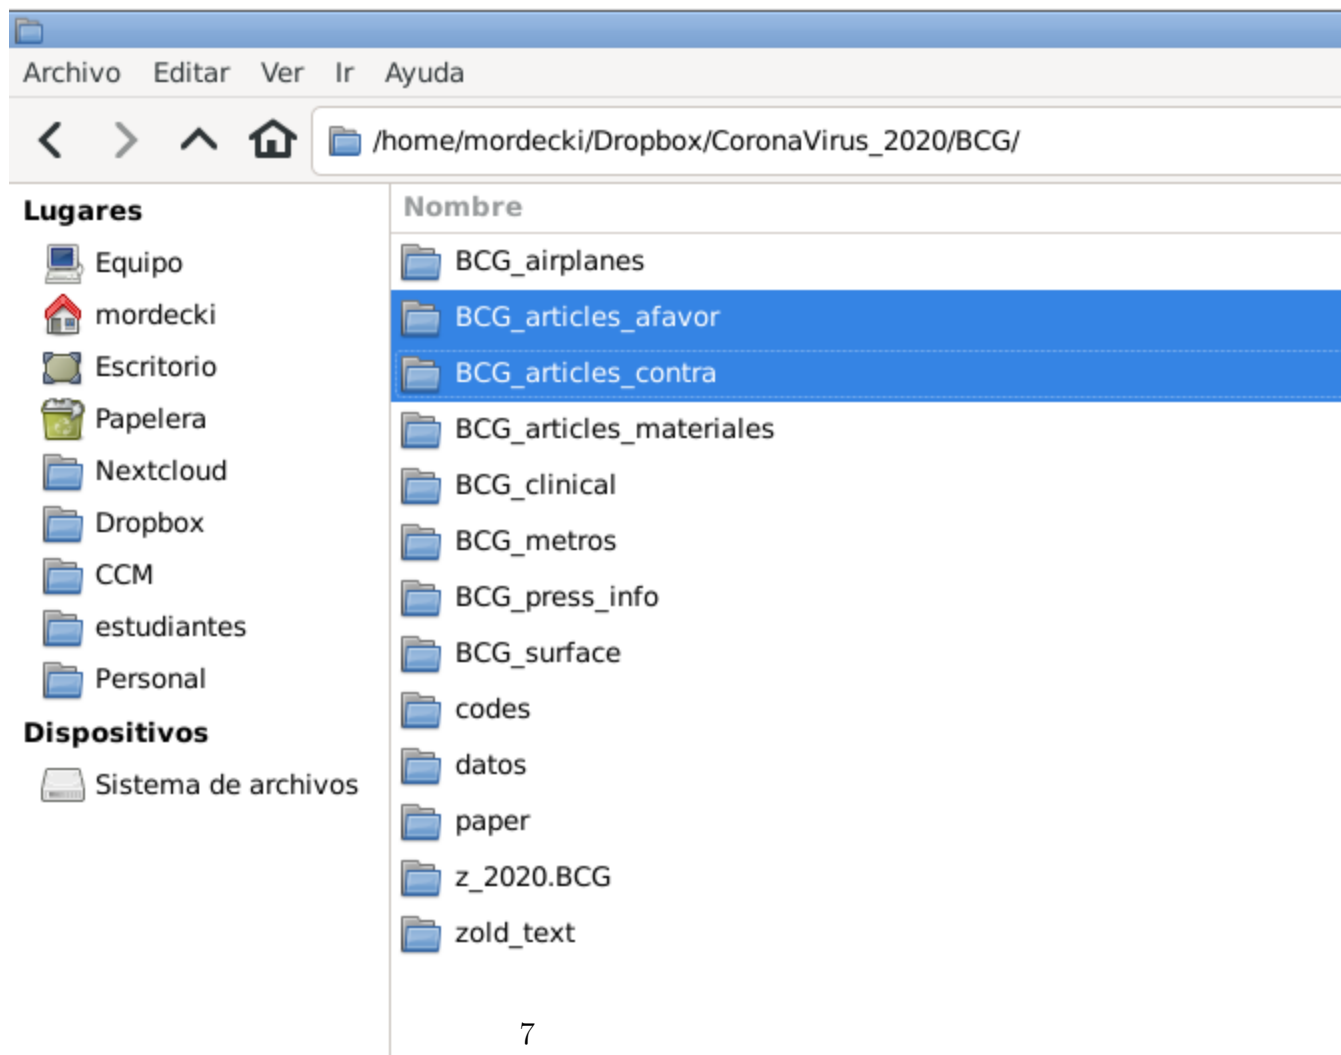 Archivo Editar Ver Ir Ayuda
/home/mordecki/Dropbox/CoronaVirus_2020/BCG/
Lugares
Equipo
mordecki
Escritorio
Papelera
Nextcloud
Dropbox
CCM
estudiantes
Personal
Dispositivos
Sistema de archivos
Nombre
BCG_airplanes
BCG_articles_afavor
BCG_articles_contra
BCG_articles_materiales
BCG_clinical
BCG_metros
BCG_press_info
BCG_surface
codes
datos
paper
z_2020.BCG
zold_text
7